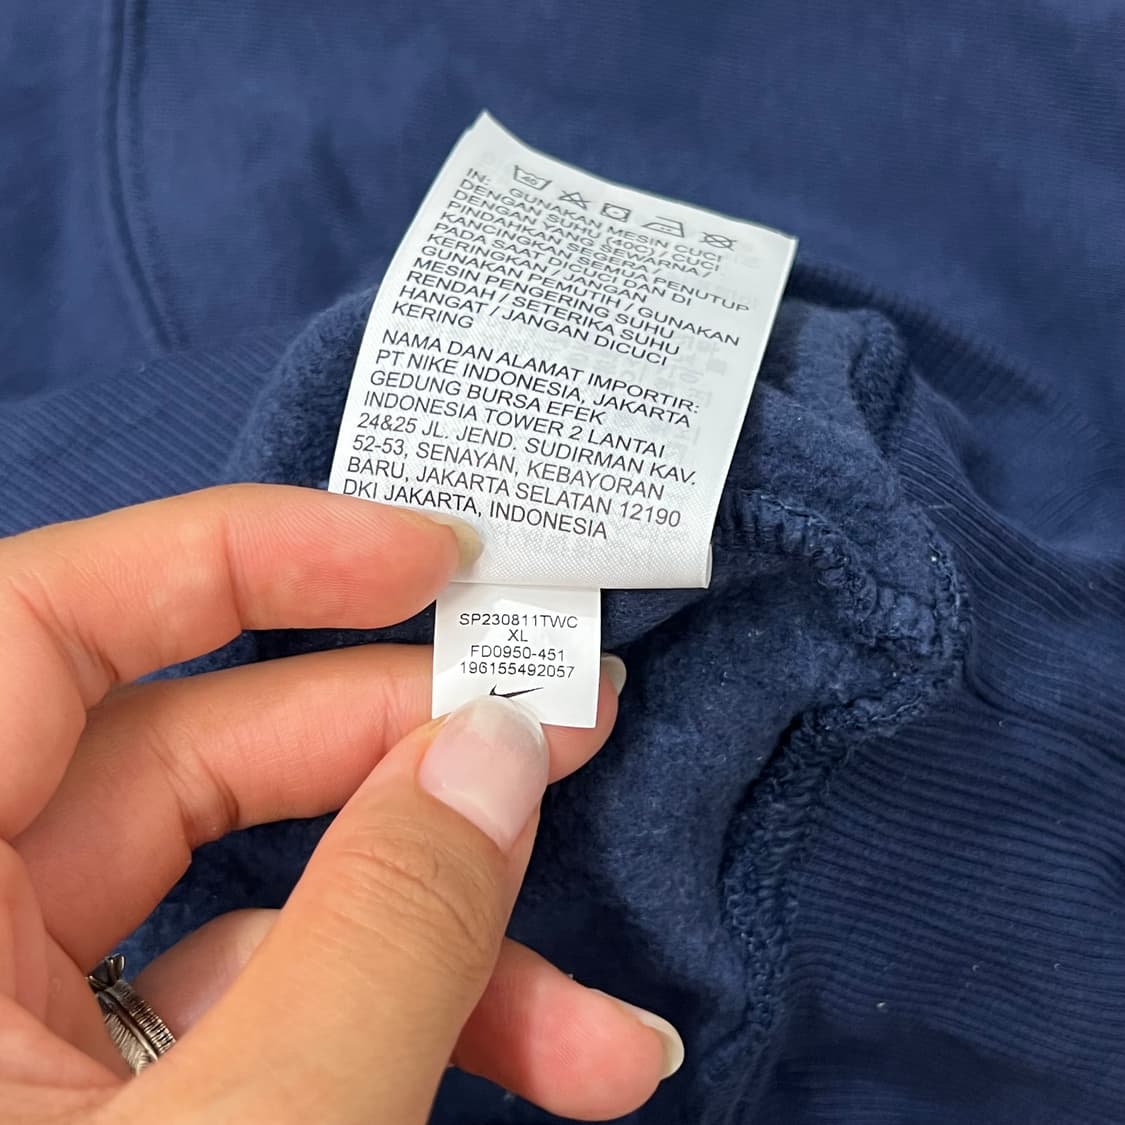 40
IN: GUNAKAN MESIN CUCI
DENGAN SUHU (40C) / CUCI
DENGAN YANG SEWARNA /
PINDAHKAN SEGERA / CUCI
KANCINGKAN SEMUA PENUTUP
PADA SAAT DICUCI DAN DI
KERINGKAN / JANGAN
GUNAKAN PEMUTIH / GUNAKAN
MESIN PENGERING SUHU
RENDAH / SETERIKA SUHU
HANGAT / JANGAN DICUCI
KERING
NAMA DAN ALAMAT IMPORTIR:
PT NIKE INDONESIA, JAKARTA
GEDUNG BURSA EFEK
INDONESIA TOWER 2 LANTAI
24&25 JL. JEND. SUDIRMAN KAV.
52-53, SENAYAN, KEBAYORAN
BARU, JAKARTA SELATAN 12190
DKI JAKARTA, INDONESIA
SP230811TWC
XL
FD0950-451
196155492057